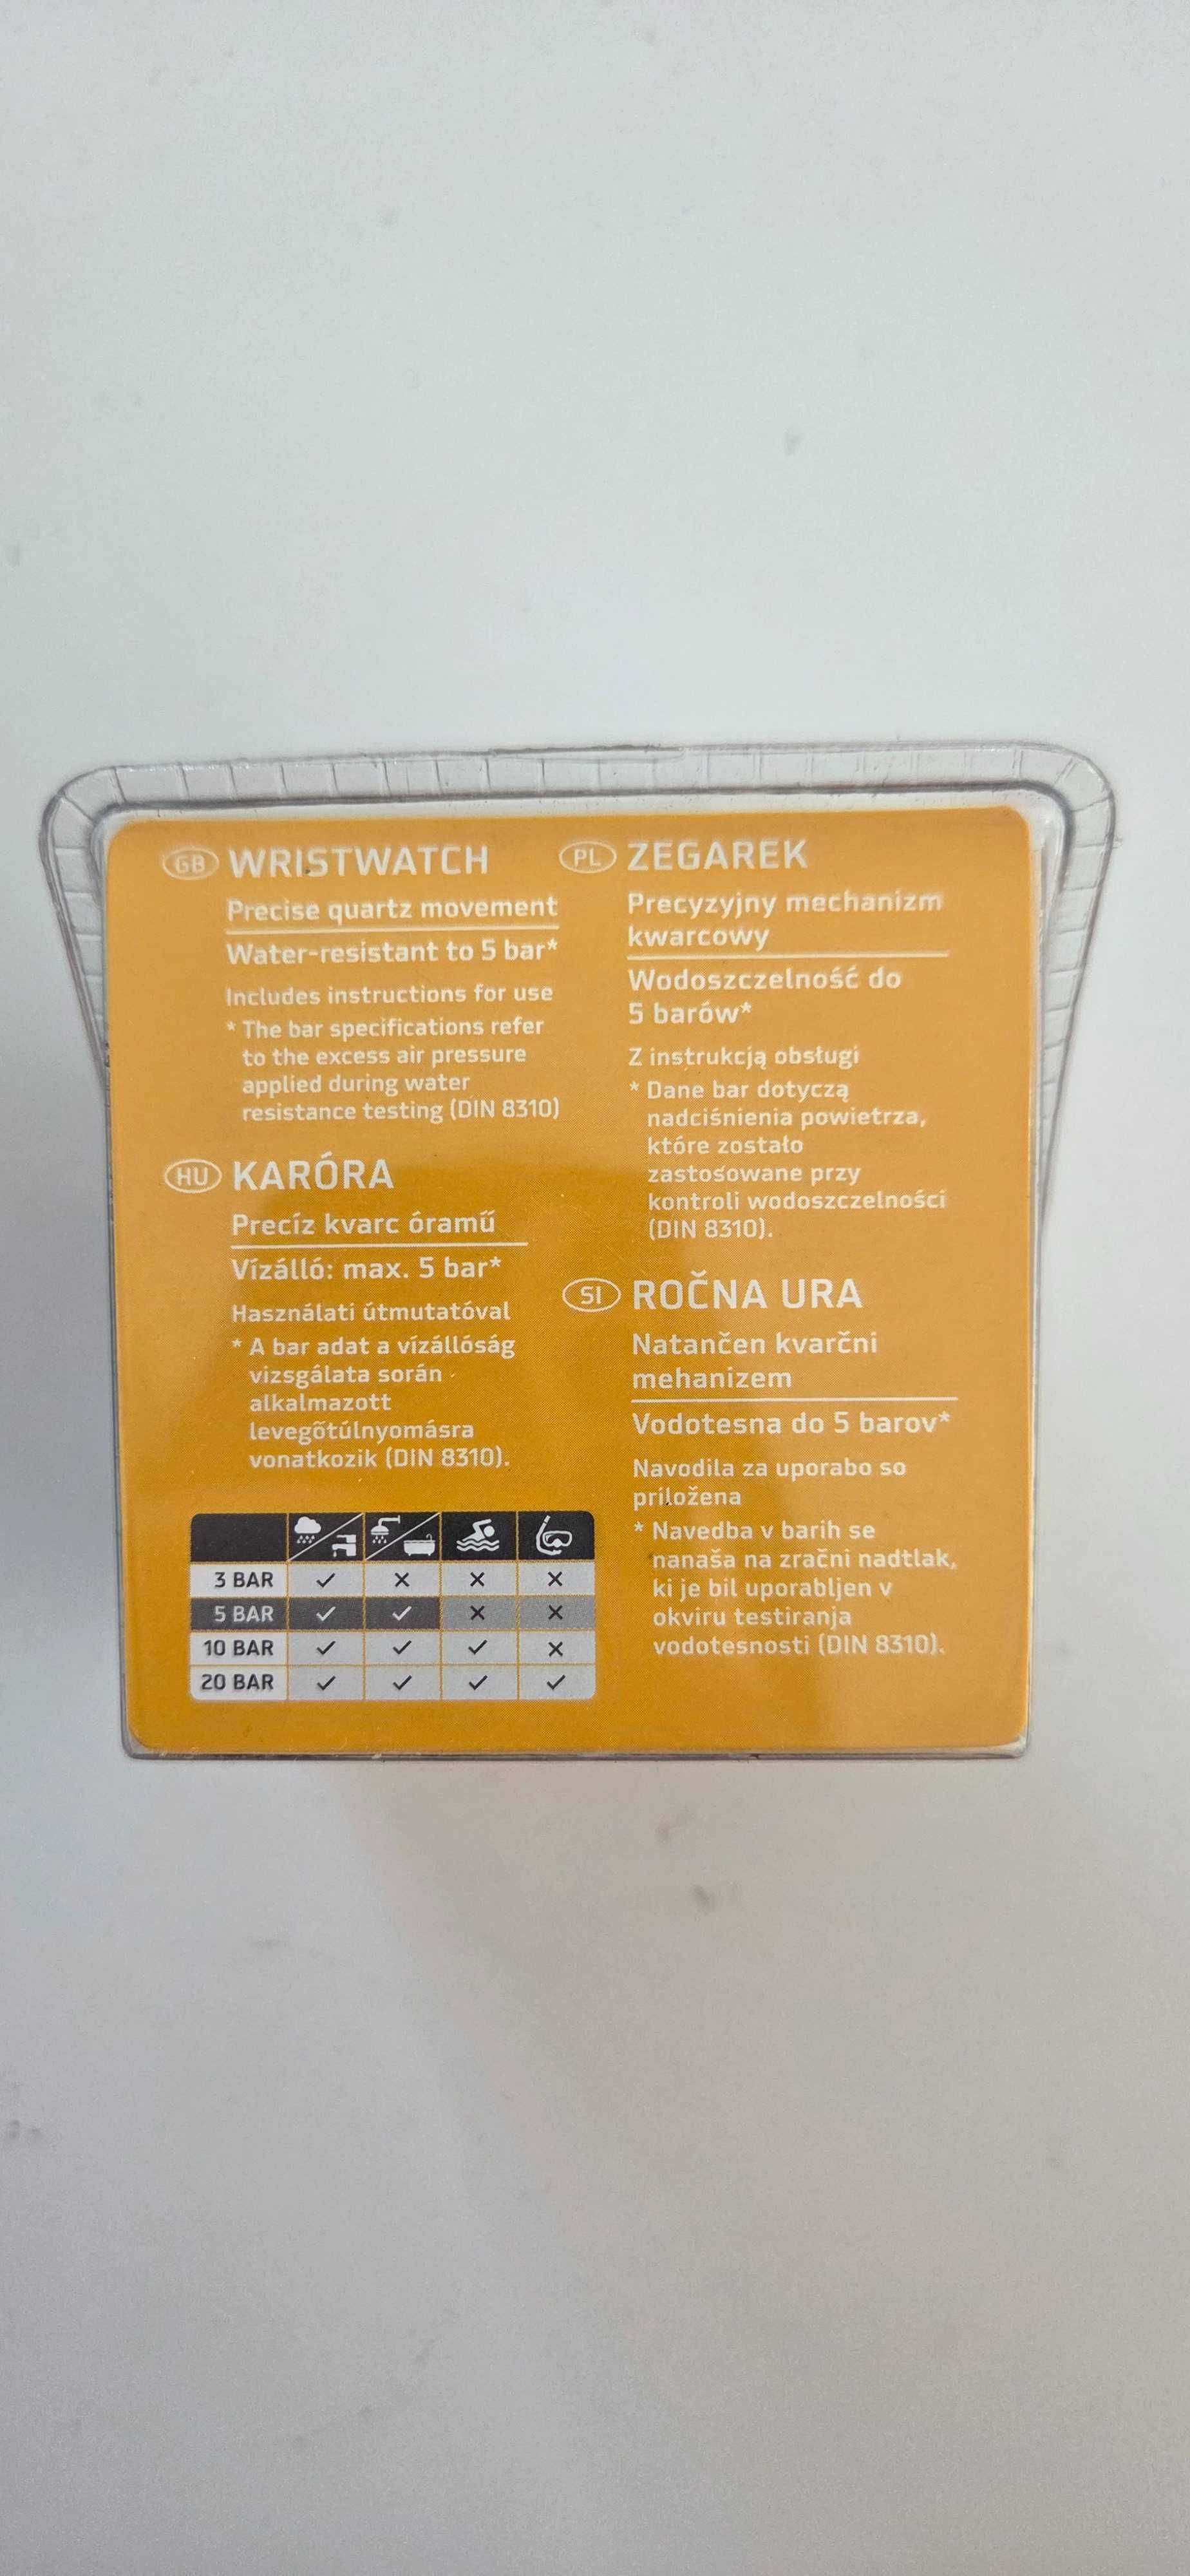 GB WRISTWATCH
Precise quartz movement
Water-resistant to 5 bar*
Includes instructions for use
* The bar specifications refer
to the excess air pressure
applied during water
resistance testing (DIN 8310)
HU KARÓRA
Precíz kvarc óramű
Vízálló: max. 5 bar*
Használati útmutatóval
* A bar adat a vízállóság
vizsgálata során
alkalmazott
levegőtúlnyomásra
vonatkozik (DIN 8310).
3 BAR ✓ ✕ ✕ ✕
5 BAR ✓ ✓ ✕ ✕
10 BAR ✓ ✓ ✓ ✕
20 BAR ✓ ✓ ✓ ✓
PL ZEGAREK
Precyzyjny mechanizm
kwarcowy
Wodoszczelność do
5 barów*
Z instrukcją obsługi
* Dane bar dotyczą
nadciśnienia powietrza,
które zostało
zastosowane przy
kontroli wodoszczelności
(DIN 8310).
SI ROČNA URA
Natančen kvarčni
mehanizem
Vodotesna do 5 barov*
Navodila za uporabo so
priložena
* Navedba v barih se
nanaša na zračni nadtlak,
ki je bil uporabljen v
okviru testiranja
vodotesnosti (DIN 8310).